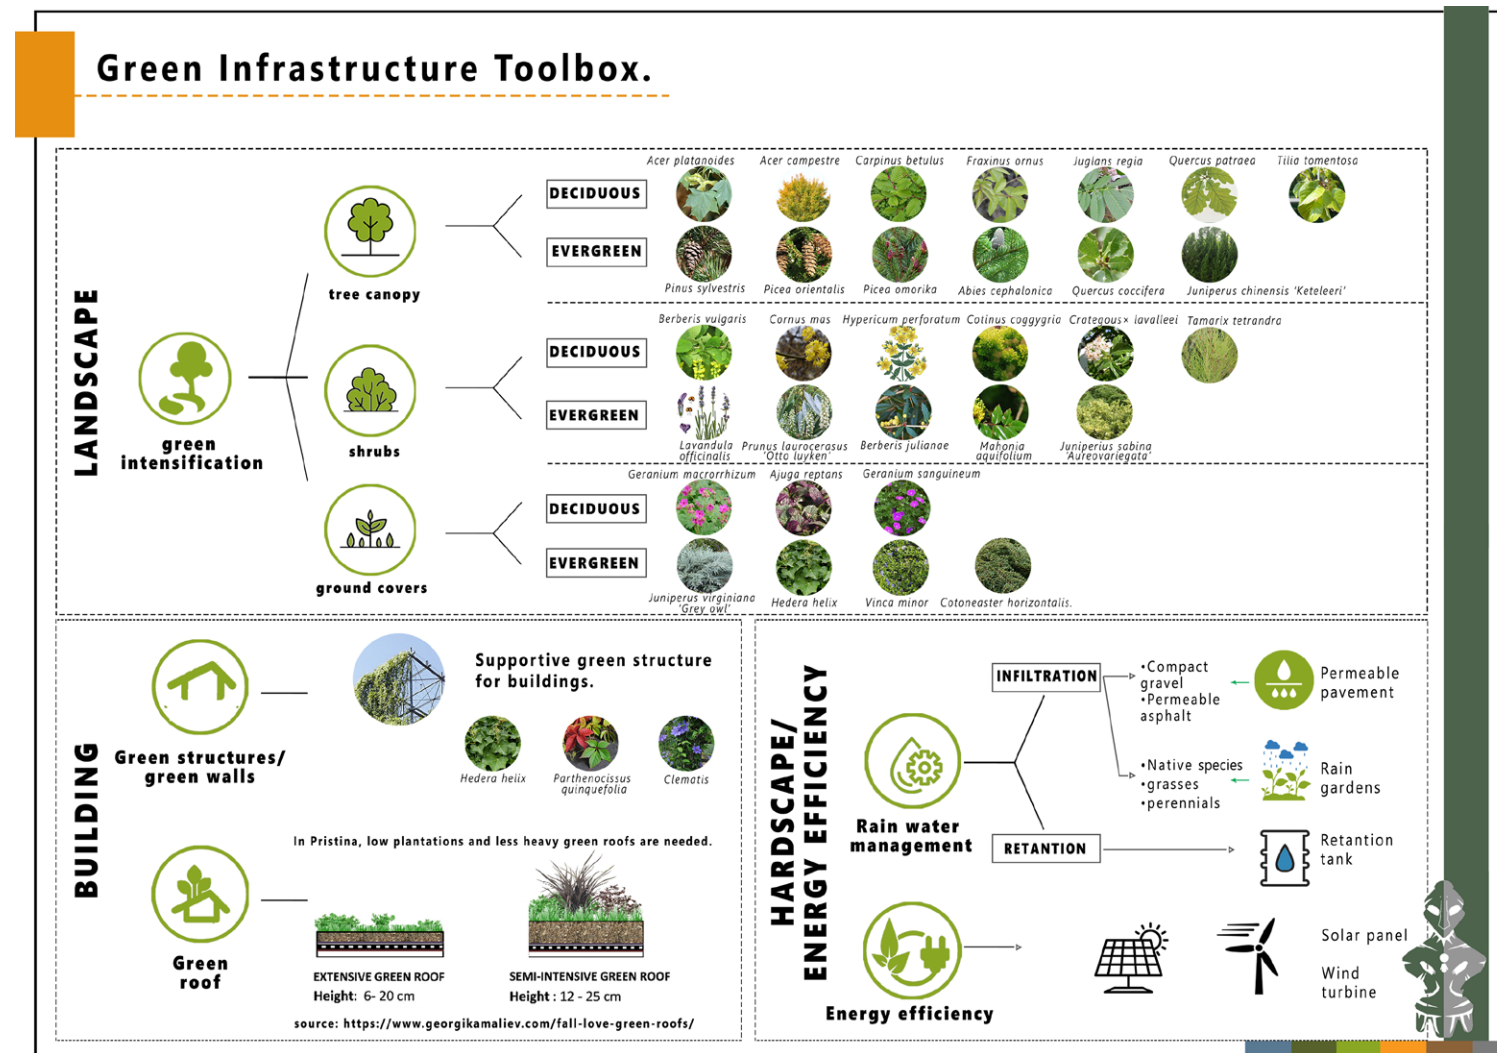 Green Infrastructure Toolbox.
LANDSCAPE
green
intensification
tree canopy
DECIDUOUS
Acer platanoides
Acer campestre
Carpinus betulus
Fraxinus ornus
Juglans regia
Quercus patraea
Tilia tomentosa
EVERGREEN
Pinus sylvestris
Picea orientalis
Picea omorika
Abies cephalonica
Quercus coccifera
Juniperus chinensis 'Keteleeri'
shrubs
DECIDUOUS
Berberis vulgaris
Cornus mas
Hypericum perforatum
Cotinus coggygria
Crategous× lavalleei
Tamarix tetrandra
EVERGREEN
Lavandula
officinalis
Prunus laurocerasus
'Otto luyken'
Berberis julianae
Mahonia
aquifolium
Juniperius sabina
'Aureovariegata'
ground covers
DECIDUOUS
Geranium macrorrhizum
Ajuga reptans
Geranium sanguineum
EVERGREEN
Juniperus virginiana
'Grey owl'
Hedera helix
Vinca minor
Cotoneaster horizontalis.
BUILDING
Green structures/
green walls
Supportive green structure
for buildings.
Hedera helix
Parthenocissus
quinquefolia
Clematis
In Pristina, low plantations and less heavy green roofs are needed.
Green
roof
EXTENSIVE GREEN ROOF
Height: 6- 20 cm
SEMI-INTENSIVE GREEN ROOF
Height : 12 - 25 cm
source: https://www.georgikamaliev.com/fall-love-green-roofs/
HARDSCAPE/
ENERGY EFFICIENCY
Rain water
management
INFILTRATION
•Compact
gravel
•Permeable
asphalt
Permeable
pavement
•Native species
•grasses
•perennials
Rain
gardens
RETANTION
Retantion
tank
Energy efficiency
Solar panel
Wind
turbine